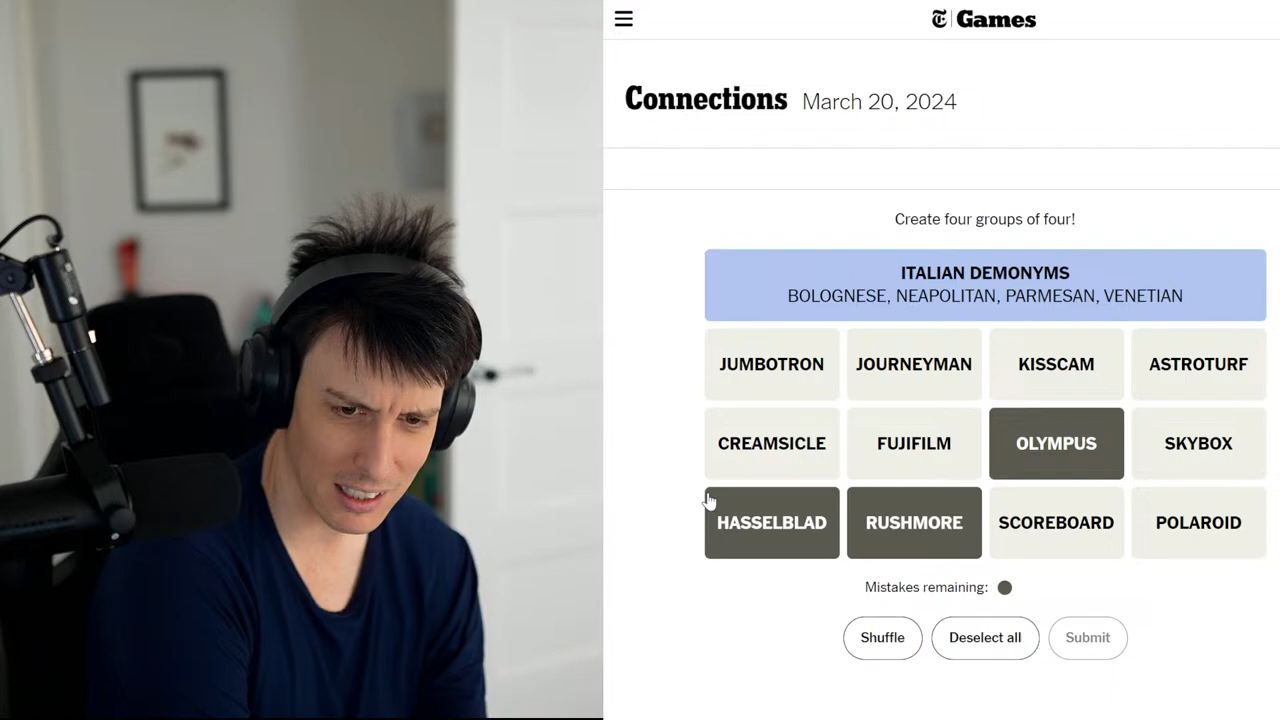 T Games
Connections March 20, 2024
Create four groups of four!
ITALIAN DEMONYMS
BOLOGNESE, NEAPOLITAN, PARMESAN, VENETIAN
JUMBOTRON JOURNEYMAN KISSCAM ASTROTURF
CREAMSICLE FUJIFILM OLYMPUS SKYBOX
HASSELBLAD RUSHMORE SCOREBOARD POLAROID
Mistakes remaining:
Shuffle Deselect all Submit